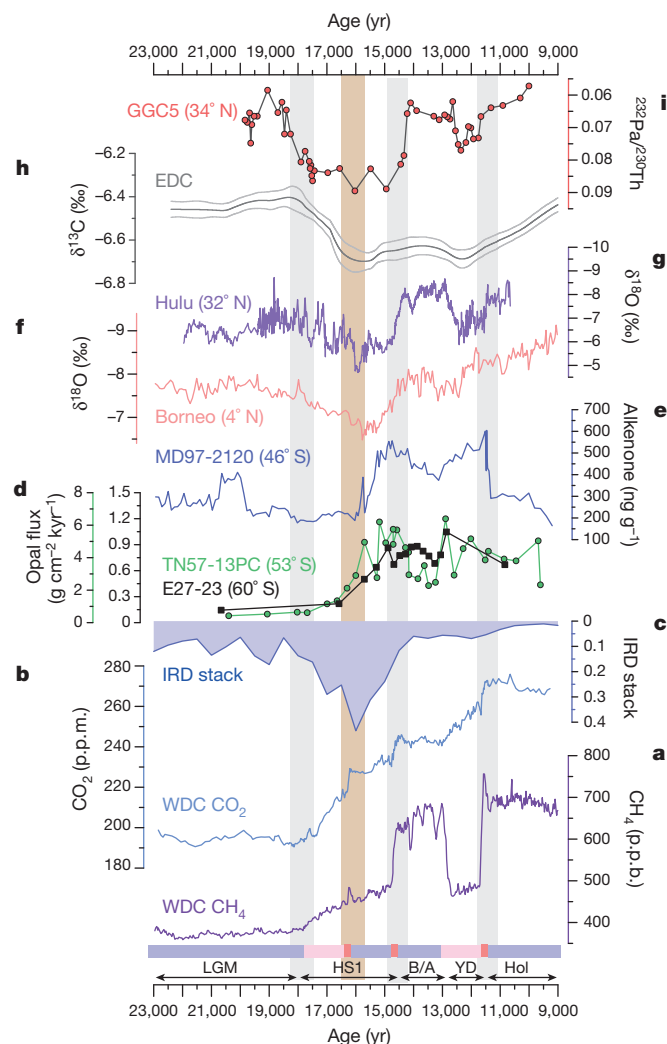 Age (yr)
23,000 21,000 19,000 17,000 15,000 13,000 11,000 9,000
i
GGC5 (34° N)
0.06
0.07
0.08
0.09
²³²Pa/²³⁰Th
h
−6.2
−6.4
−6.6
−6.8
δ¹³C (‰)
EDC
g
−10
−9
−8
−7
−6
−5
δ¹⁸O (‰)
Hulu (32° N)
f
−9
−8
−7
δ¹⁸O (‰)
Borneo (4° N)
e
700
600
500
400
300
200
100
Alkenone (ng g⁻¹)
MD97-2120 (46° S)
d
8
6
4
2
0
1.5
1.2
0.9
0.6
0.3
0
Opal flux
(g cm⁻² kyr⁻¹)
TN57-13PC (53° S)
E27-23 (60° S)
c
0
0.1
0.2
0.3
0.4
IRD stack
IRD stack
b
280
260
240
220
200
180
CO₂ (p.p.m.)
WDC CO₂
a
800
700
600
500
400
CH₄ (p.p.b.)
WDC CH₄
LGM HS1 B/A YD Hol
23,000 21,000 19,000 17,000 15,000 13,000 11,000 9,000
Age (yr)